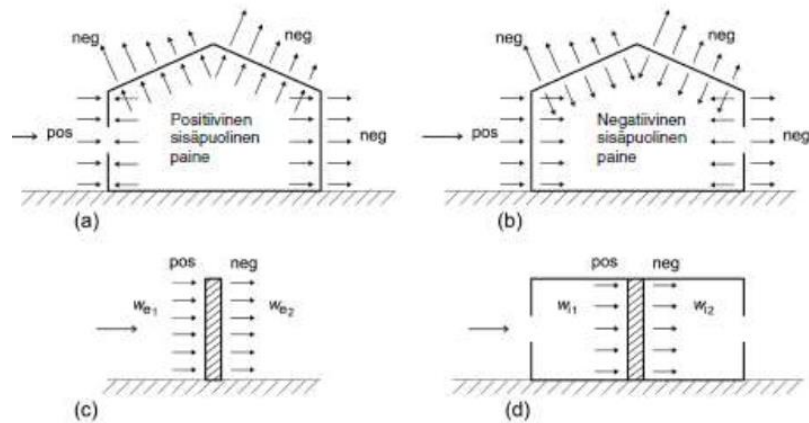 neg neg
pos
Positiivinen
sisäpuolinen
paine
neg
(a)
neg neg
pos
Negatiivinen
sisäpuolinen
paine
neg
(b)
pos neg
we1 we2
(c)
pos neg
wi1 wi2
(d)